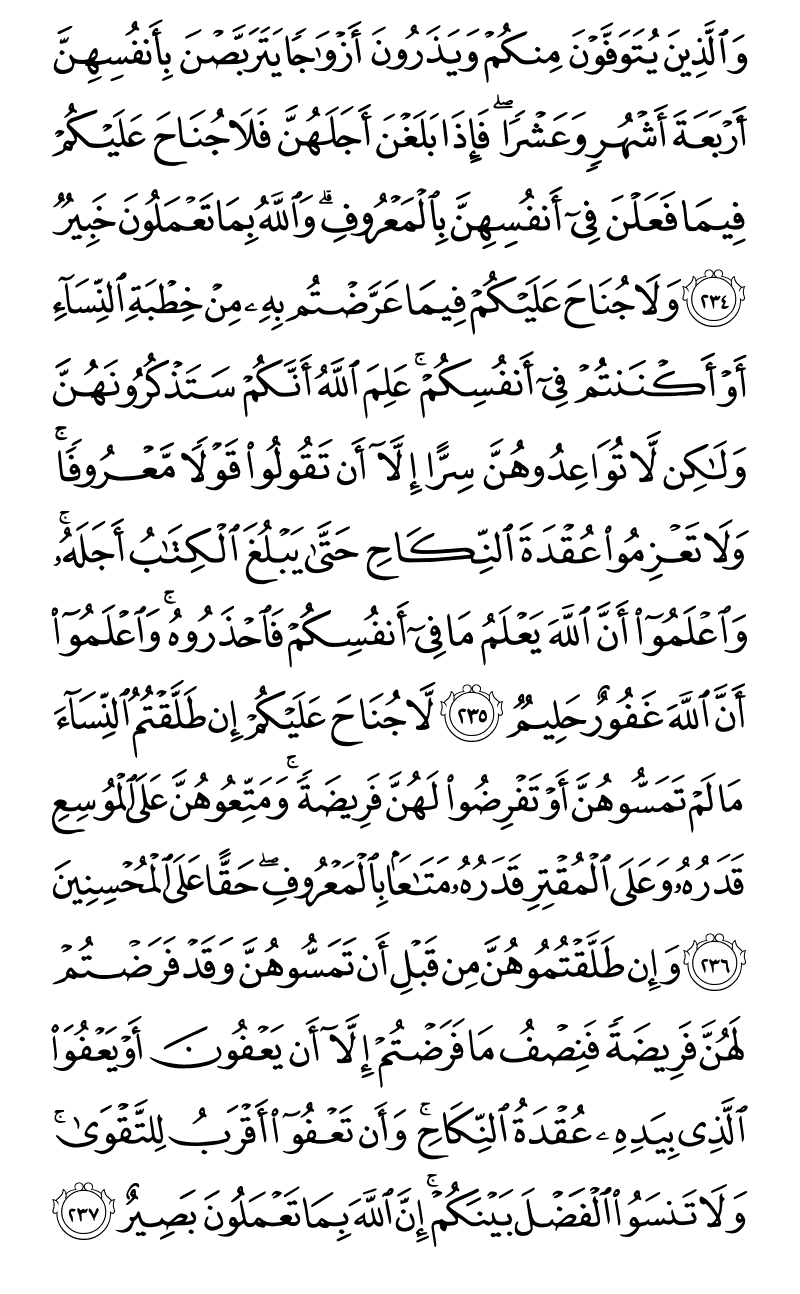 وَٱلَّذِينَ يُتَوَفَّوۡنَ مِنكُمۡ وَيَذَرُونَ أَزۡوَٰجٗا يَتَرَبَّصۡنَ بِأَنفُسِهِنَّ
أَرۡبَعَةَ أَشۡهُرٖ وَعَشۡرٗاۖ فَإِذَا بَلَغۡنَ أَجَلَهُنَّ فَلَا جُنَاحَ عَلَيۡكُمۡ
فِيمَا فَعَلۡنَ فِيٓ أَنفُسِهِنَّ بِٱلۡمَعۡرُوفِۗ وَٱللَّهُ بِمَا تَعۡمَلُونَ خَبِيرٞ
٢٣٤ وَلَا جُنَاحَ عَلَيۡكُمۡ فِيمَا عَرَّضۡتُم بِهِۦ مِنۡ خِطۡبَةِ ٱلنِّسَآءِ
أَوۡ أَكۡنَنتُمۡ فِيٓ أَنفُسِكُمۡۚ عَلِمَ ٱللَّهُ أَنَّكُمۡ سَتَذۡكُرُونَهُنَّ
وَلَٰكِن لَّا تُوَاعِدُوهُنَّ سِرًّا إِلَّآ أَن تَقُولُواْ قَوۡلٗا مَّعۡرُوفٗاۚ
وَلَا تَعۡزِمُواْ عُقۡدَةَ ٱلنِّكَاحِ حَتَّىٰ يَبۡلُغَ ٱلۡكِتَٰبُ أَجَلَهُۥۚ
وَٱعۡلَمُوٓاْ أَنَّ ٱللَّهَ يَعۡلَمُ مَا فِيٓ أَنفُسِكُمۡ فَٱحۡذَرُوهُۚ وَٱعۡلَمُوٓاْ
أَنَّ ٱللَّهَ غَفُورٌ حَلِيمٞ ٢٣٥ لَّا جُنَاحَ عَلَيۡكُمۡ إِن طَلَّقۡتُمُ ٱلنِّسَآءَ
مَا لَمۡ تَمَسُّوهُنَّ أَوۡ تَفۡرِضُواْ لَهُنَّ فَرِيضَةٗۚ وَمَتِّعُوهُنَّ عَلَى ٱلۡمُوسِعِ
قَدَرُهُۥ وَعَلَى ٱلۡمُقۡتِرِ قَدَرُهُۥ مَتَٰعَۢا بِٱلۡمَعۡرُوفِۖ حَقًّا عَلَى ٱلۡمُحۡسِنِينَ
٢٣٦ وَإِن طَلَّقۡتُمُوهُنَّ مِن قَبۡلِ أَن تَمَسُّوهُنَّ وَقَدۡ فَرَضۡتُمۡ
لَهُنَّ فَرِيضَةٗ فَنِصۡفُ مَا فَرَضۡتُمۡ إِلَّآ أَن يَعۡفُونَ أَوۡ يَعۡفُوَاْ
ٱلَّذِي بِيَدِهِۦ عُقۡدَةُ ٱلنِّكَاحِۚ وَأَن تَعۡفُوٓاْ أَقۡرَبُ لِلتَّقۡوَىٰۚ
وَلَا تَنسَوُاْ ٱلۡفَضۡلَ بَيۡنَكُمۡۚ إِنَّ ٱللَّهَ بِمَا تَعۡمَلُونَ بَصِيرٌ ٢٣٧